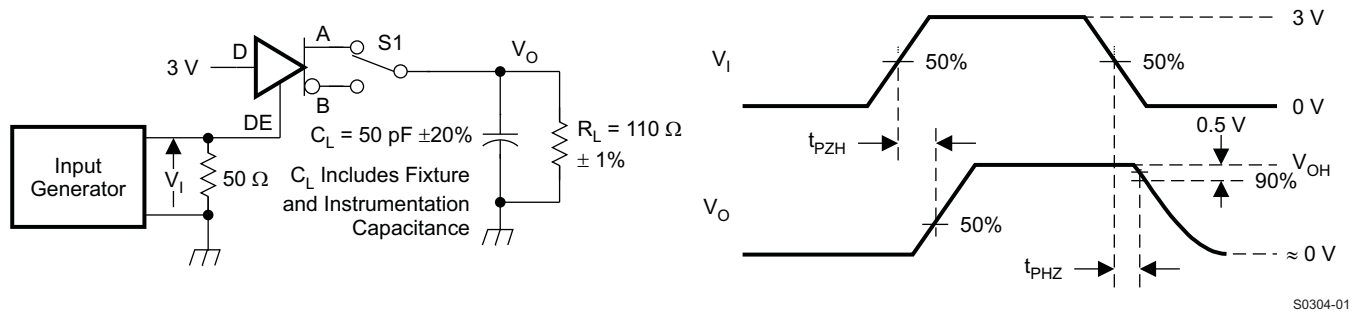 3 V
D
A
S1
B
DE
V_O
Input
Generator
V_I
50 Ω
C_L = 50 pF ±20%
C_L Includes Fixture
and Instrumentation
Capacitance
R_L = 110 Ω
± 1%
V_I
50%
50%
3 V
0 V
t_PZH
0.5 V
V_OH
90%
V_O
50%
≈ 0 V
t_PHZ
S0304-01